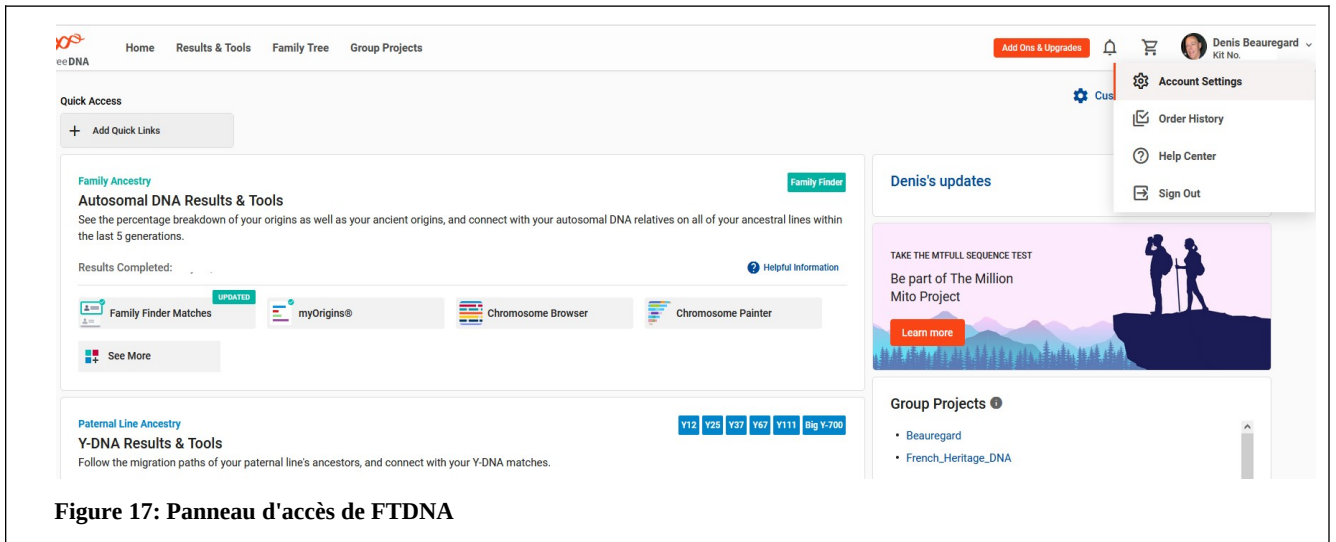 eeDNA
Home Results & Tools Family Tree Group Projects
Add Ons & Upgrades
Denis Beauregard
Kit No.
Account Settings
Order History
Help Center
Sign Out
Quick Access
Cus
+ Add Quick Links
Family Ancestry
Family Finder
Autosomal DNA Results & Tools
See the percentage breakdown of your origins as well as your ancient origins, and connect with your autosomal DNA relatives on all of your ancestral lines within
the last 5 generations.
Results Completed:
? Helpful Information
UPDATED
Family Finder Matches
myOrigins®
Chromosome Browser
Chromosome Painter
See More
Paternal Line Ancestry
Y12 Y25 Y37 Y67 Y111 Big Y-700
Y-DNA Results & Tools
Follow the migration paths of your paternal line's ancestors, and connect with your Y-DNA matches.
Denis's updates
TAKE THE MTFULL SEQUENCE TEST
Be part of The Million
Mito Project
Learn more
Group Projects
• Beauregard
• French_Heritage_DNA
Figure 17: Panneau d'accès de FTDNA